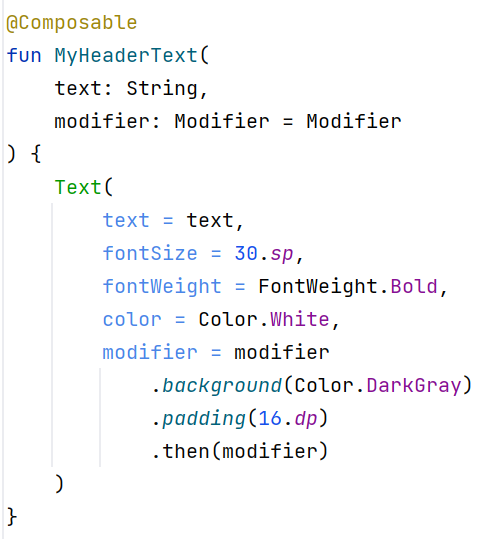 @Composable
fun MyHeaderText(
    text: String,
    modifier: Modifier = Modifier
) {
    Text(
        text = text,
        fontSize = 30.sp,
        fontWeight = FontWeight.Bold,
        color = Color.White,
        modifier = modifier
            .background(Color.DarkGray)
            .padding(16.dp)
            .then(modifier)
    )
}